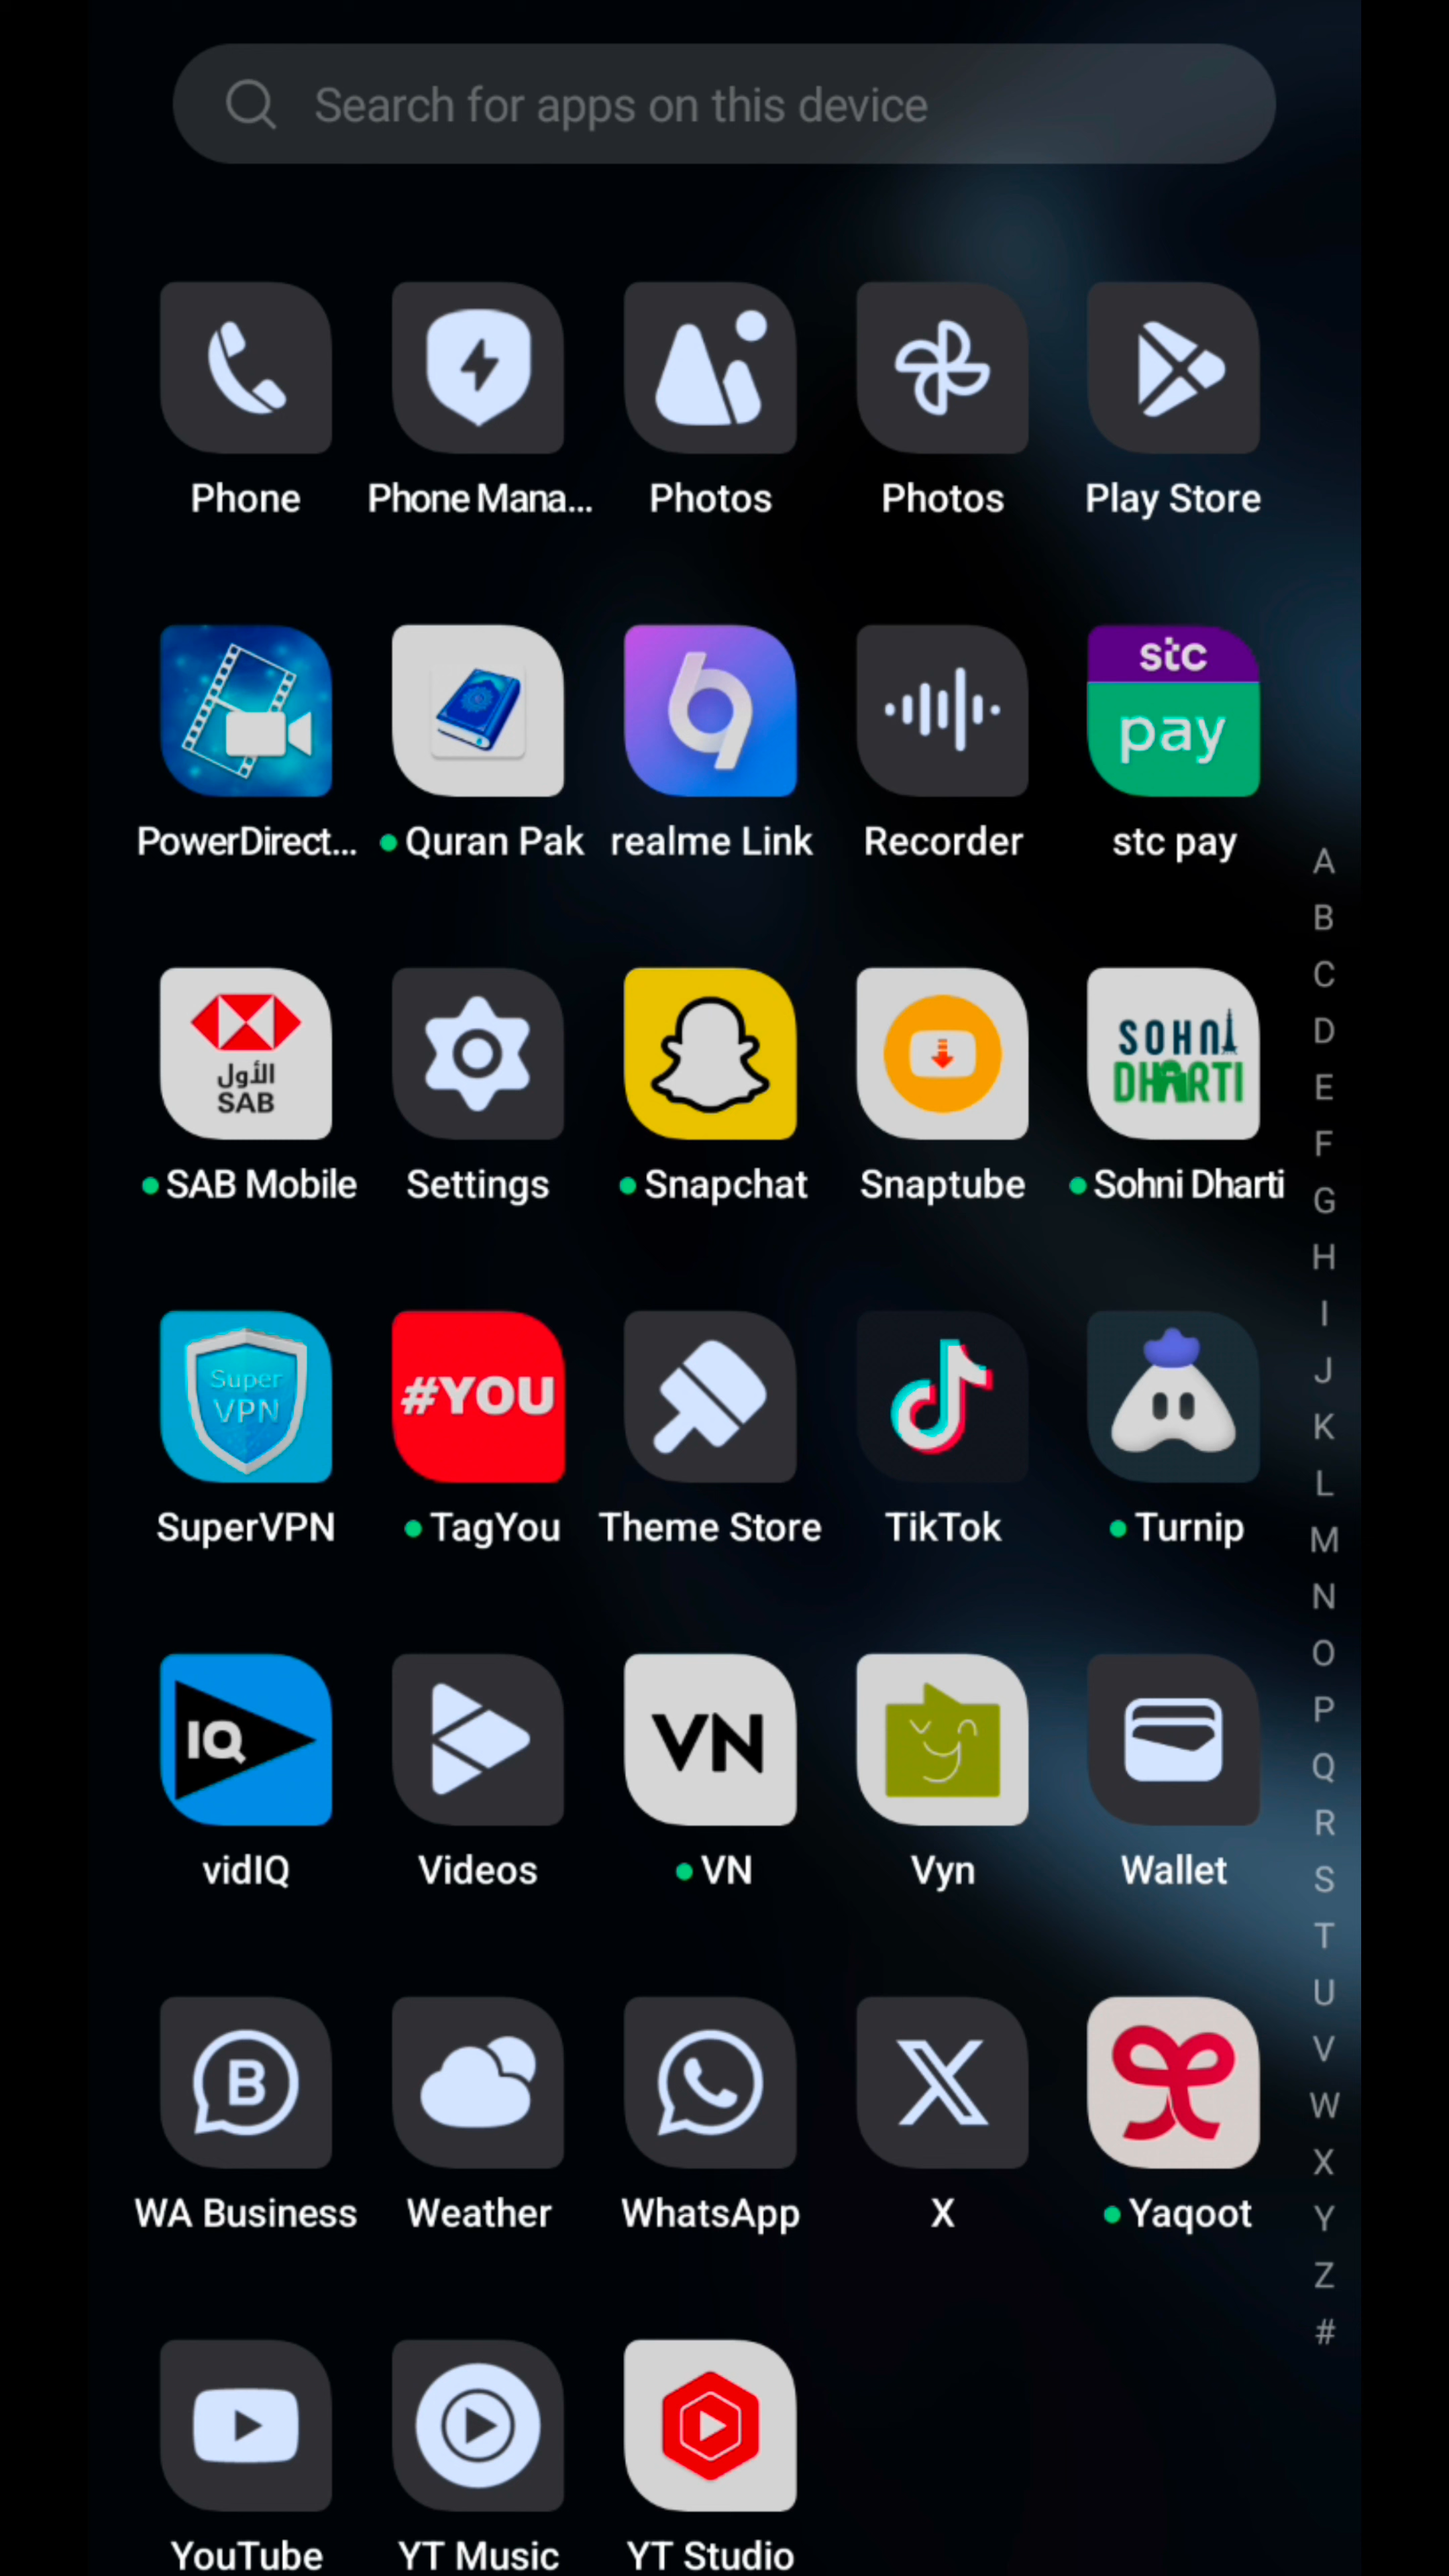 Search for apps on this device
Phone
Phone Mana...
Photos
Photos
Play Store
stc
pay
PowerDirect...
Quran Pak
realme Link
Recorder
stc pay
الأول
SAB
SOHNI
DHARTI
SAB Mobile
Settings
Snapchat
Snaptube
Sohni Dharti
Super
VPN
#YOU
SuperVPN
TagYou
Theme Store
TikTok
Turnip
IQ
VN
vidIQ
Videos
VN
Vyn
Wallet
B
WA Business
Weather
WhatsApp
X
Yaqoot
YouTube
YT Music
YT Studio
A
B
C
D
E
F
G
H
I
J
K
L
M
N
O
P
Q
R
S
T
U
V
W
X
Y
Z
#